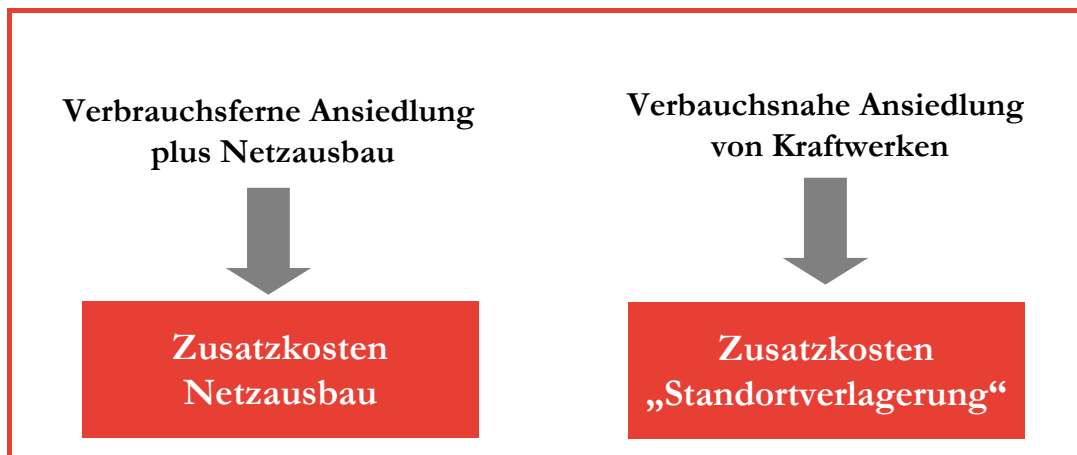 Verbrauchsferne Ansiedlung
plus Netzausbau
Verbauchsnahe Ansiedlung
von Kraftwerken
Zusatzkosten
Netzausbau
Zusatzkosten
„Standortverlagerung“